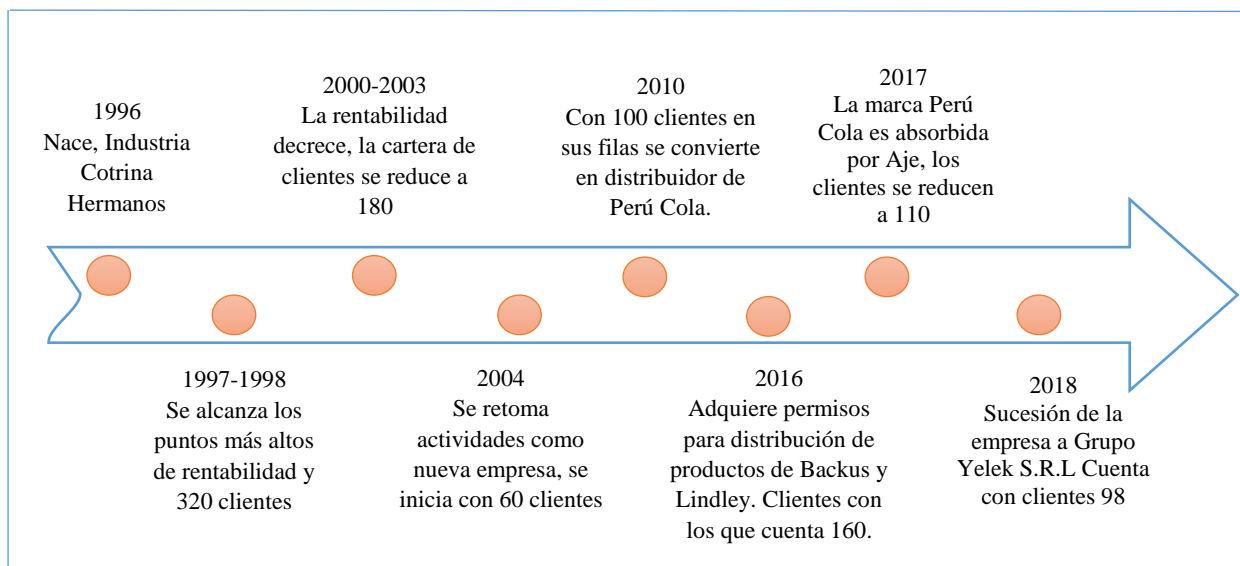 1996
Nace, Industria
Cotrina
Hermanos
1997-1998
Se alcanza los
puntos más altos
de rentabilidad y
320 clientes
2000-2003
La rentabilidad
decrece, la cartera de
clientes se reduce a
180
2004
Se retoma
actividades como
nueva empresa, se
inicia con 60 clientes
2010
Con 100 clientes en
sus filas se convierte
en distribuidor de
Perú Cola.
2016
Adquiere permisos
para distribución de
productos de Backus y
Lindley. Clientes con
los que cuenta 160.
2017
La marca Perú
Cola es absorbida
por Aje, los
clientes se reducen
a 110
2018
Sucesión de la
empresa a Grupo
Yelek S.R.L Cuenta
con clientes 98